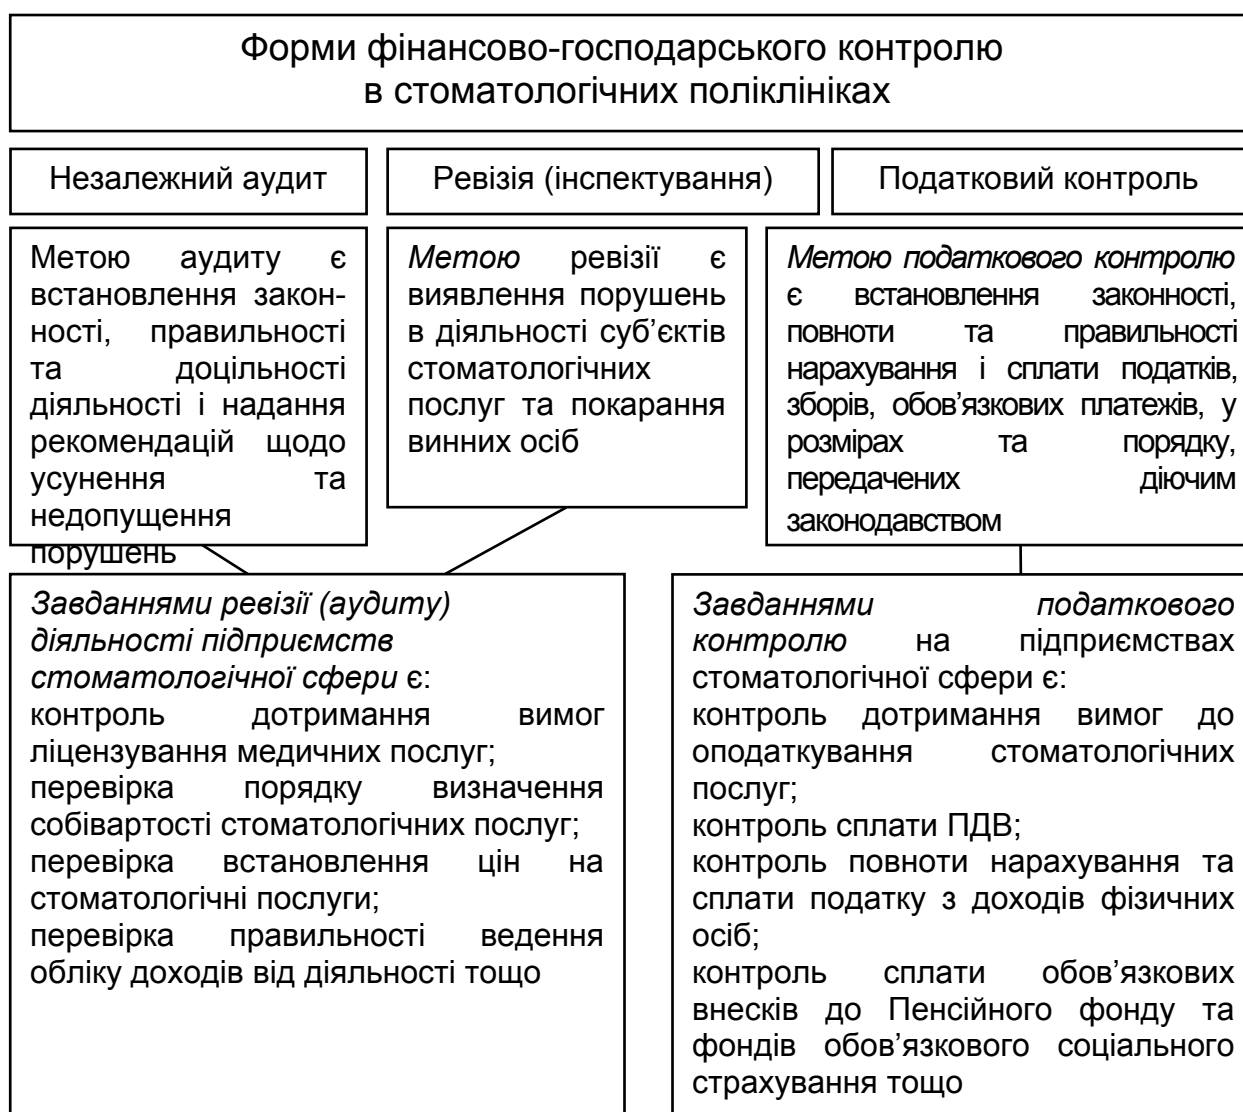 Форми фінансово-господарського контролю
в стоматологічних поліклініках
Незалежний аудит
Ревізія (інспектування)
Податковий контроль
Метою аудиту є
встановлення закон-
ності, правильності
та доцільності
діяльності і надання
рекомендацій щодо
усунення та
недопущення
порушень
Метою ревізії є
виявлення порушень
в діяльності суб’єктів
стоматологічних
послуг та покарання
винних осіб
Метою податкового контролю
є встановлення законності,
повноти та правильності
нарахування і сплати податків,
зборів, обов’язкових платежів, у
розмірах та порядку,
передачених діючим
законодавством
Завданнями ревізії (аудиту)
діяльності підприємств
стоматологічної сфери є:
контроль дотримання вимог
ліцензування медичних послуг;
перевірка порядку визначення
собівартості стоматологічних послуг;
перевірка встановлення цін на
стоматологічні послуги;
перевірка правильності ведення
обліку доходів від діяльності тощо
Завданнями податкового
контролю на підприємствах
стоматологічної сфери є:
контроль дотримання вимог до
оподаткування стоматологічних
послуг;
контроль сплати ПДВ;
контроль повноти нарахування та
сплати податку з доходів фізичних
осіб;
контроль сплати обов’язкових
внесків до Пенсійного фонду та
фондів обов’язкового соціального
страхування тощо